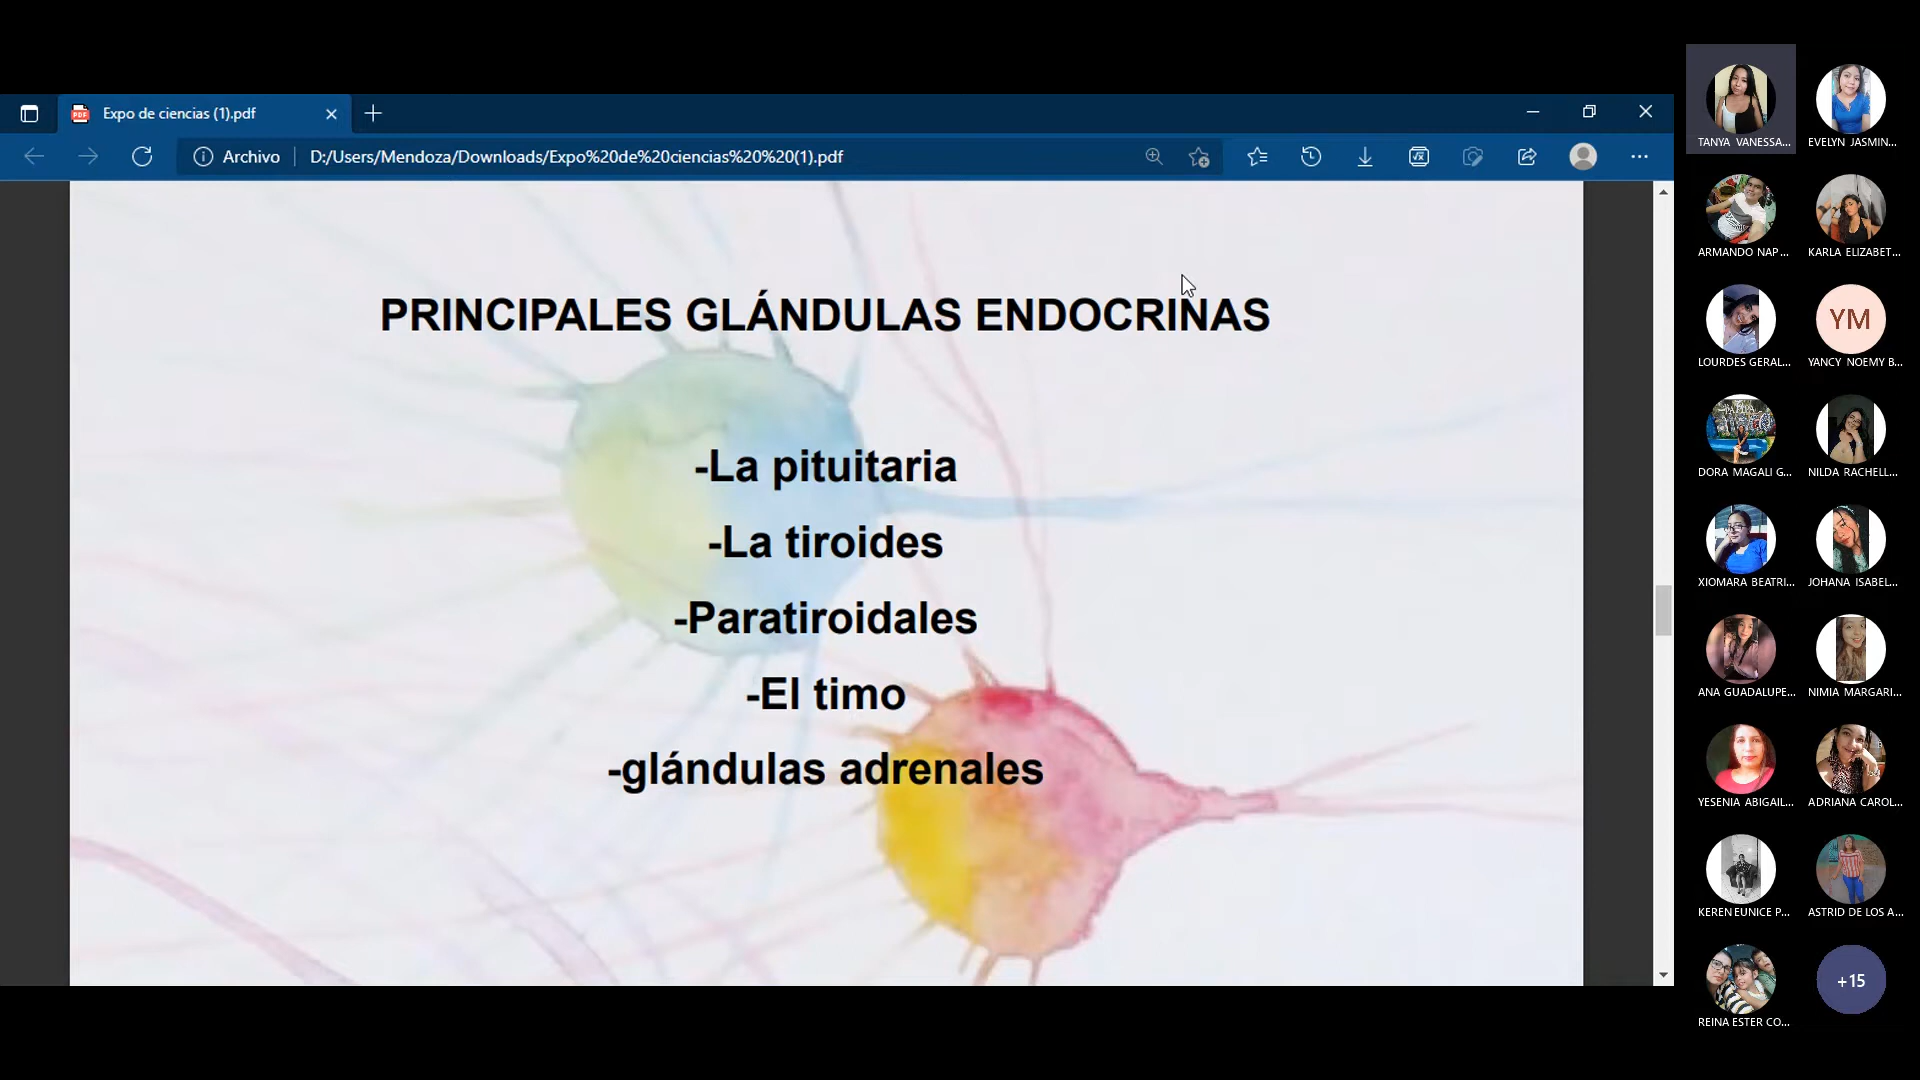 Expo de ciencias (1).pdf
Archivo
D:/Users/Mendoza/Downloads/Expo%20de%20ciencias%20%20(1).pdf
PRINCIPALES GLÁNDULAS ENDOCRINAS
-La pituitaria
-La tiroides
-Paratiroidales
-El timo
-glándulas adrenales
TANYA VANESSA...
EVELYN JASMIN...
ARMANDO NAP...
KARLA ELIZABET...
LOURDES GERAL...
YM
YANCY NOEMY B...
DORA MAGALI G...
NILDA RACHELL...
XIOMARA BEATRI...
JOHANA ISABEL...
ANA GUADALUPE...
NIMIA MARGARI...
YESENIA ABIGAIL...
ADRIANA CAROL...
KEREN EUNICE P...
ASTRID DE LOS A...
REINA ESTER CO...
+15